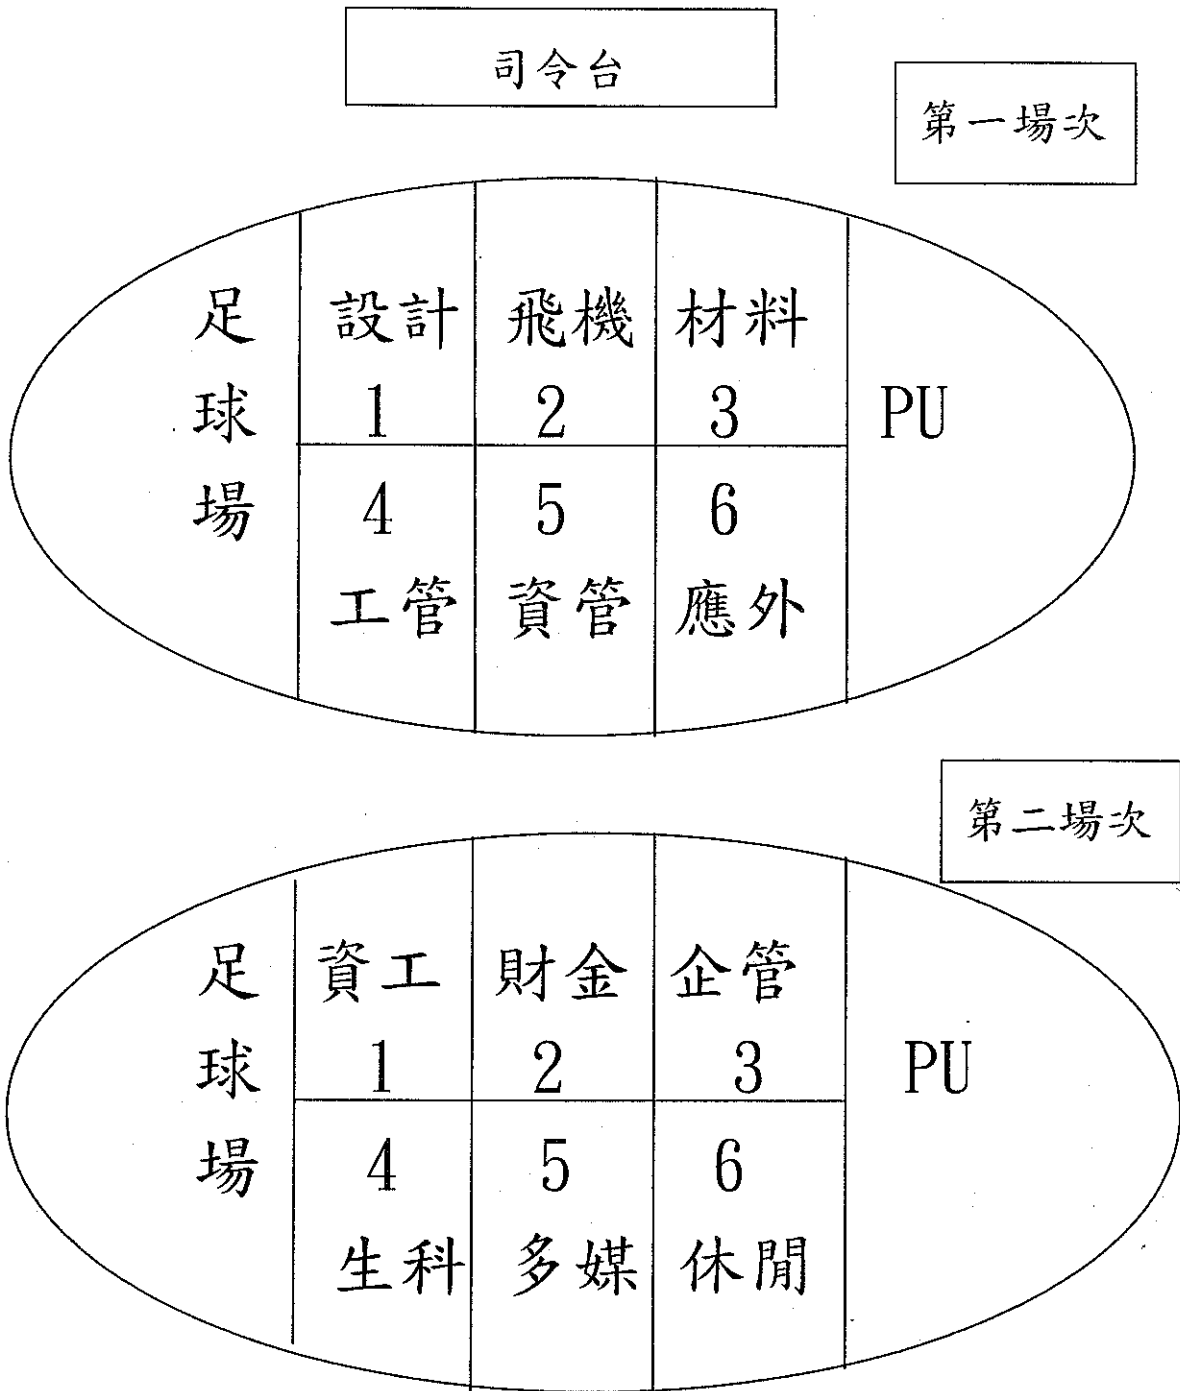 司令台
第一場次
足球場
設計 飛機 材料
1 2 3
PU
4 5 6
工管 資管 應外
第二場次
足球場
資工 財金 企管
1 2 3
PU
4 5 6
生科 多媒 休閒